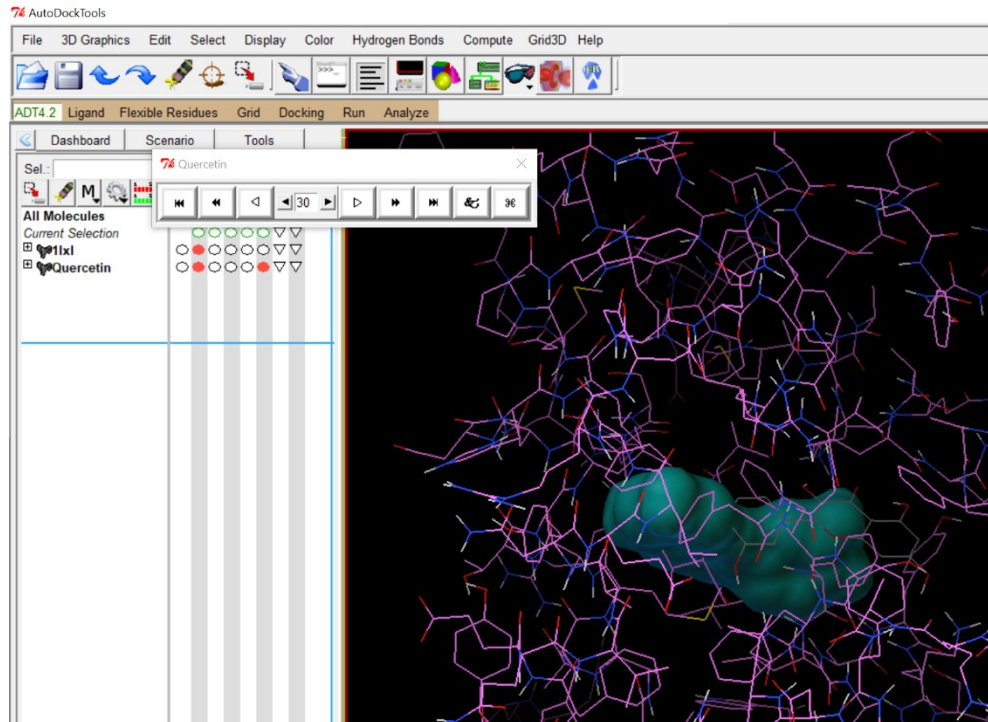 AutoDockTools
File 3D Graphics Edit Select Display Color Hydrogen Bonds Compute Grid3D Help
ADT4.2 Ligand Flexible Residues Grid Docking Run Analyze
Dashboard Scenario Tools
Sel.:
Quercetin
M
30
All Molecules
Current Selection
1lxl
Quercetin